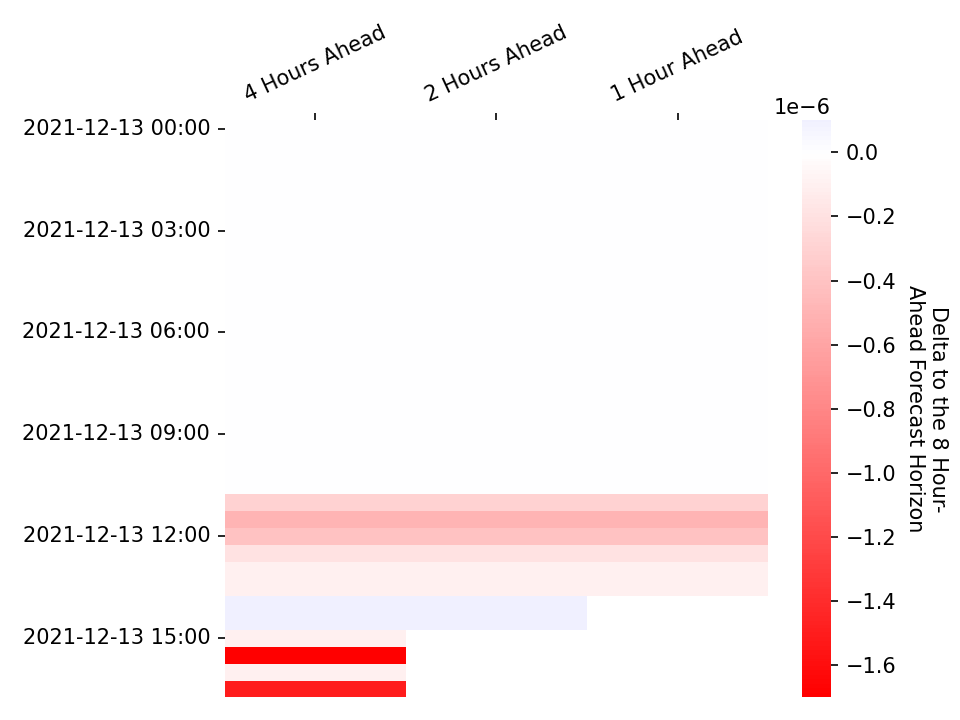 4 Hours Ahead
2 Hours Ahead
1 Hour Ahead
1e−6
2021-12-13 00:00
2021-12-13 03:00
2021-12-13 06:00
2021-12-13 09:00
2021-12-13 12:00
2021-12-13 15:00
0.0
−0.2
−0.4
−0.6
−0.8
−1.0
−1.2
−1.4
−1.6
Delta to the 8 Hour-
Ahead Forecast Horizon